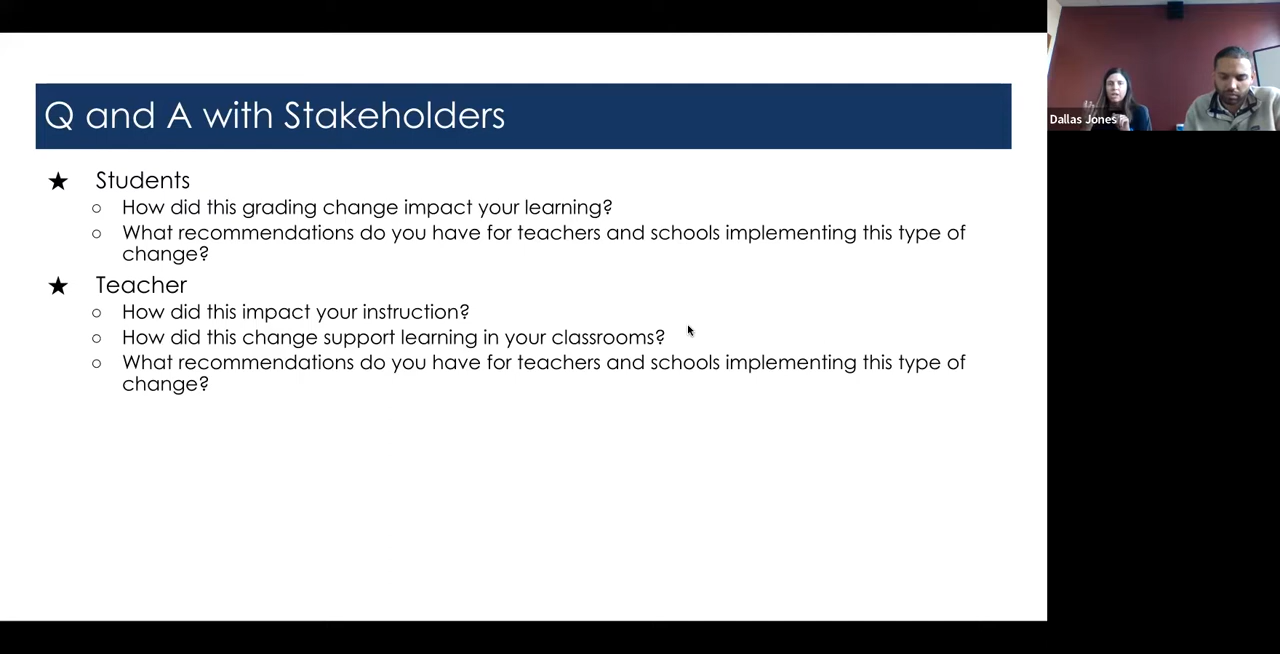 Q and A with Stakeholders
★ Students
○ How did this grading change impact your learning?
○ What recommendations do you have for teachers and schools implementing this type of
change?
★ Teacher
○ How did this impact your instruction?
○ How did this change support learning in your classrooms?
○ What recommendations do you have for teachers and schools implementing this type of
change?
Dallas Jones